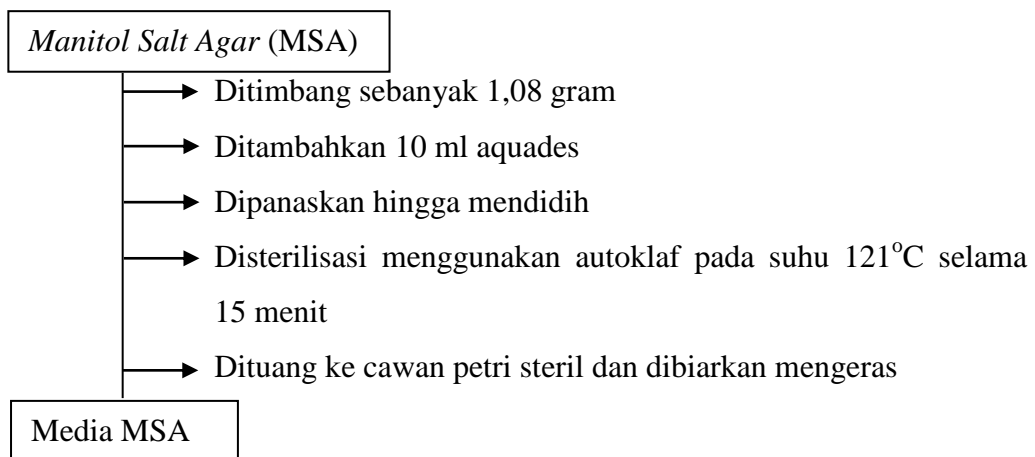 Manitol Salt Agar (MSA)
Ditimbang sebanyak 1,08 gram
Ditambahkan 10 ml aquades
Dipanaskan hingga mendidih
Disterilisasi menggunakan autoklaf pada suhu 121°C selama
15 menit
Dituang ke cawan petri steril dan dibiarkan mengeras
Media MSA